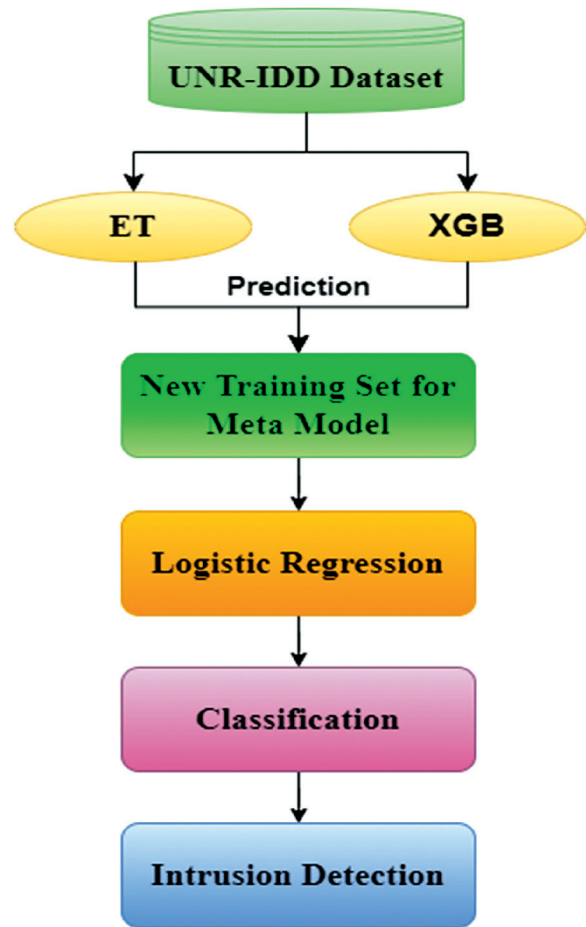 UNR-IDD Dataset
ET
XGB
Prediction
New Training Set for
Meta Model
Logistic Regression
Classification
Intrusion Detection